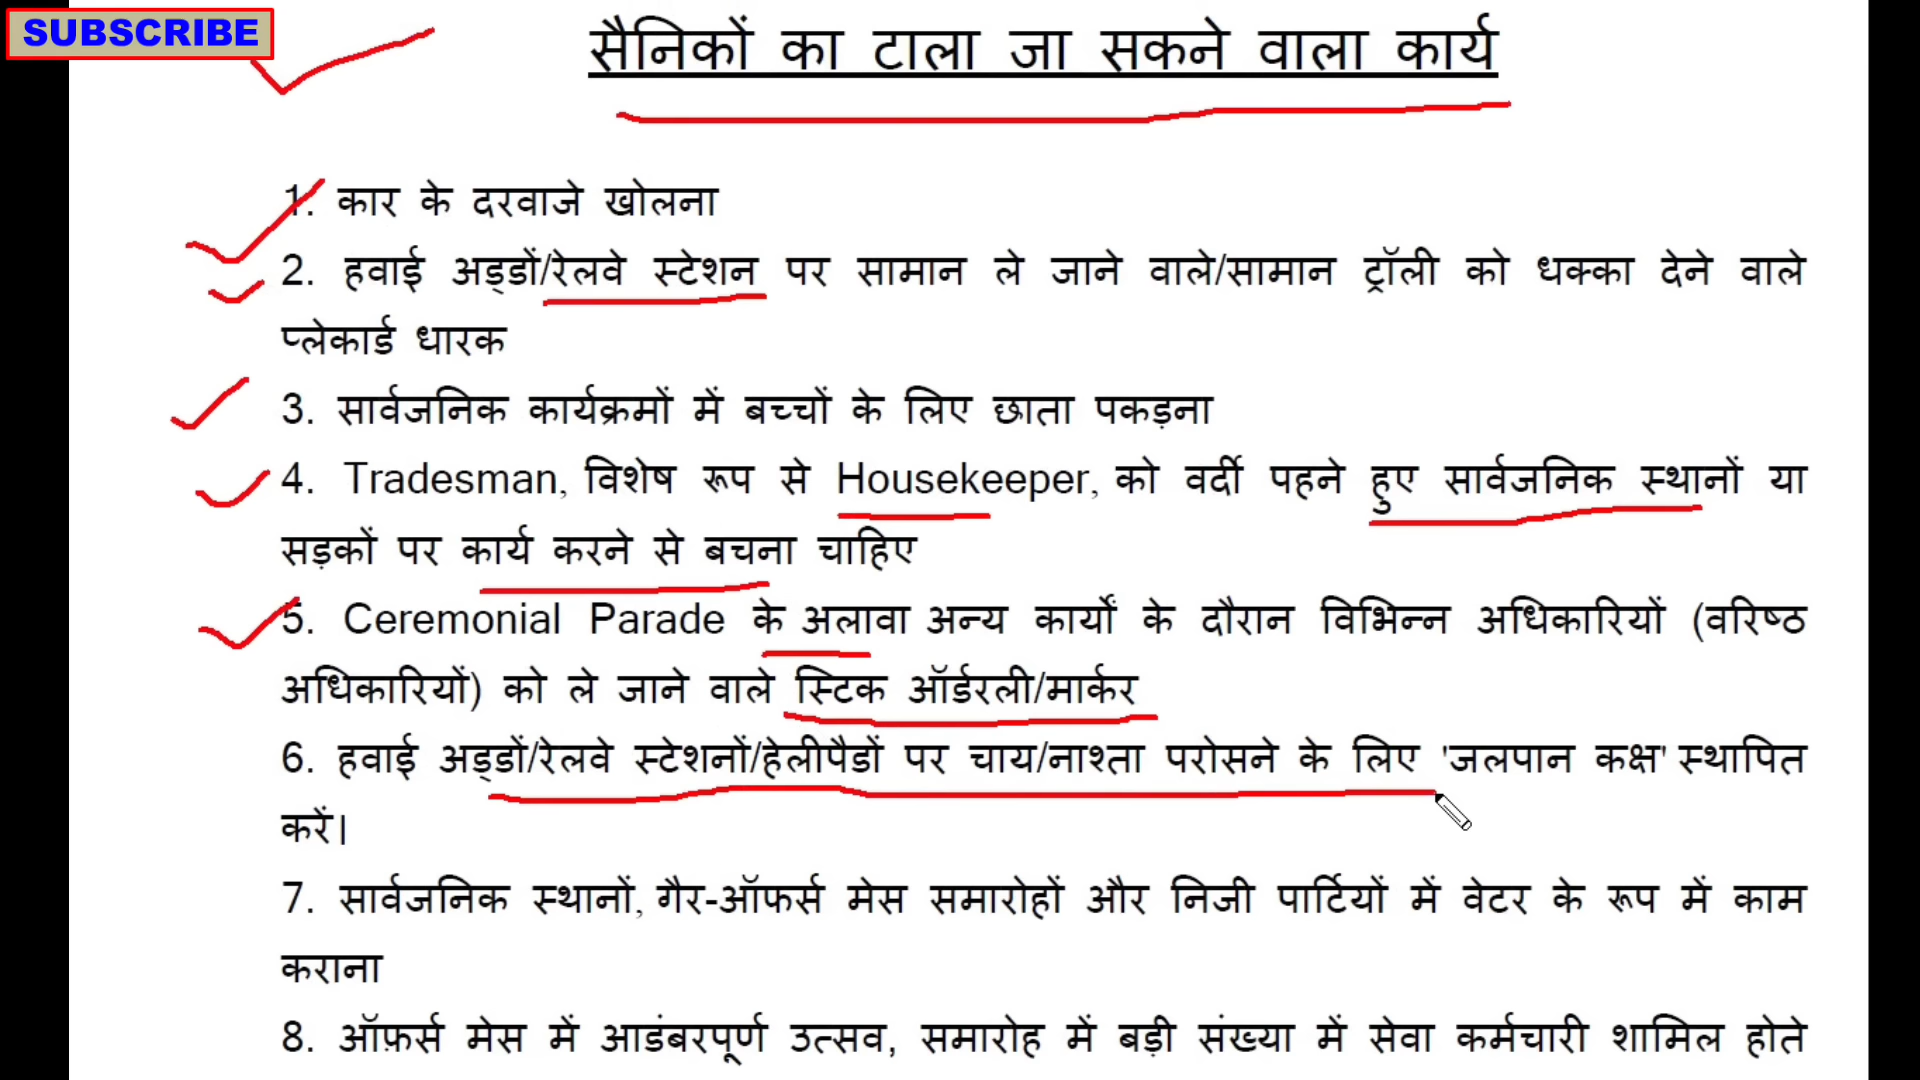 SUBSCRIBE
सैनिकों का टाला जा सकने वाला कार्य
1. कार के दरवाजे खोलना
2. हवाई अड्डों/रेलवे स्टेशन पर सामान ले जाने वाले/सामान ट्रॉली को धक्का देने वाले
प्लेकार्ड धारक
3. सार्वजनिक कार्यक्रमों में बच्चों के लिए छाता पकड़ना
4. Tradesman, विशेष रूप से Housekeeper, को वर्दी पहने हुए सार्वजनिक स्थानों या
सड़कों पर कार्य करने से बचना चाहिए
5. Ceremonial Parade के अलावा अन्य कार्यों के दौरान विभिन्न अधिकारियों (वरिष्ठ
अधिकारियों) को ले जाने वाले स्टिक ऑर्डरली/मार्कर
6. हवाई अड्डों/रेलवे स्टेशनों/हेलीपैडों पर चाय/नाश्ता परोसने के लिए 'जलपान कक्ष' स्थापित
करें।
7. सार्वजनिक स्थानों, गैर-ऑफर्स मेस समारोहों और निजी पार्टियों में वेटर के रूप में काम
कराना
8. ऑफ़र्स मेस में आडंबरपूर्ण उत्सव, समारोह में बड़ी संख्या में सेवा कर्मचारी शामिल होते